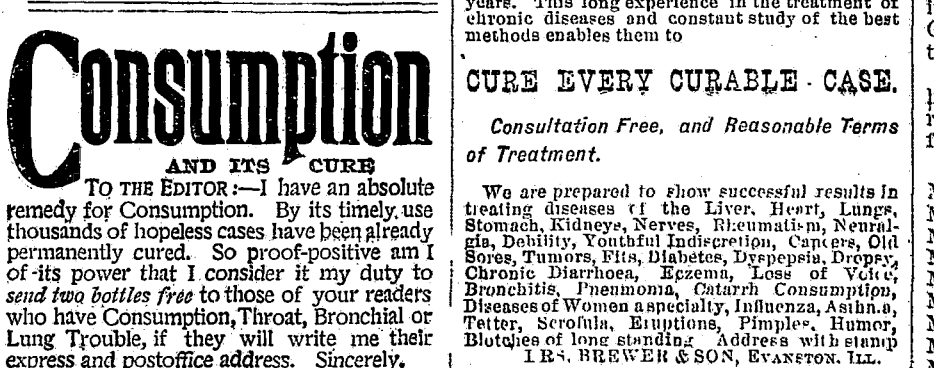 Consumption
AND ITS CURE
TO THE EDITOR:—I have an absolute
remedy for Consumption. By its timely use
thousands of hopeless cases have been already
permanently cured. So proof-positive am I
of its power that I consider it my duty to
send two bottles free to those of your readers
who have Consumption, Throat, Bronchial or
Lung Trouble, if they will write me their
express and postoffice address. Sincerely,
years. This long experience in the treatment of
chronic diseases and constant study of the best
methods enables them to
CURE EVERY CURABLE CASE.
Consultation Free, and Reasonable Terms
of Treatment.
We are prepared to show successful results in
treating diseases of the Liver, Heart, Lungs,
Stomach, Kidneys, Nerves, Rheumatism, Neural-
gia, Debility, Youthful Indiscretion, Cancers, Old
Sores, Tumors, Fits, Diabetes, Dyspepsia, Dropsy,
Chronic Diarrhoea, Eczema, Loss of Voice,
Bronchitis, Pneumonia, Catarrh Consumption,
Diseases of Women a specialty, Influenza, Asthma,
Tetter, Scrofula, Eruptions, Pimples, Humor,
Blotches of long standing Address with stamp
DRS. BREWER & SON, EVANSTON, ILL.